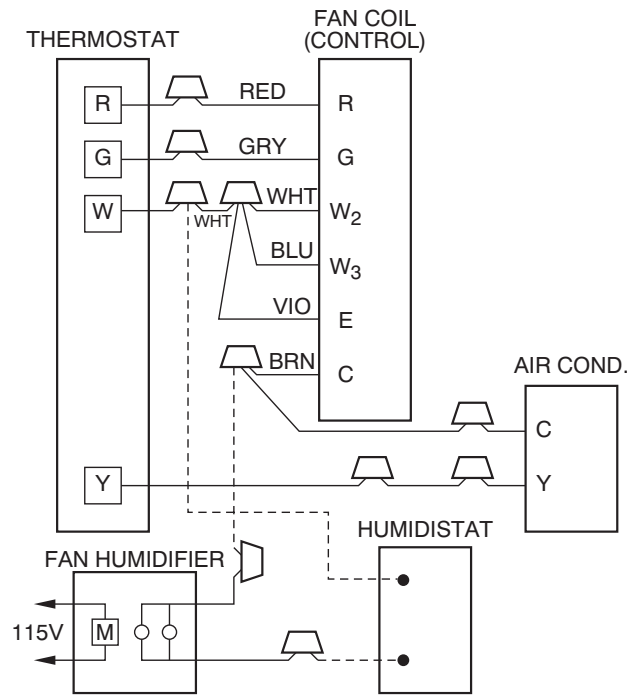 FAN COIL
(CONTROL)
THERMOSTAT
R
RED
R
G
GRY
G
W
WHT
WHT
W2
BLU
W3
VIO
E
BRN
C
AIR COND.
C
Y
Y
HUMIDISTAT
FAN HUMIDIFIER
115V
M